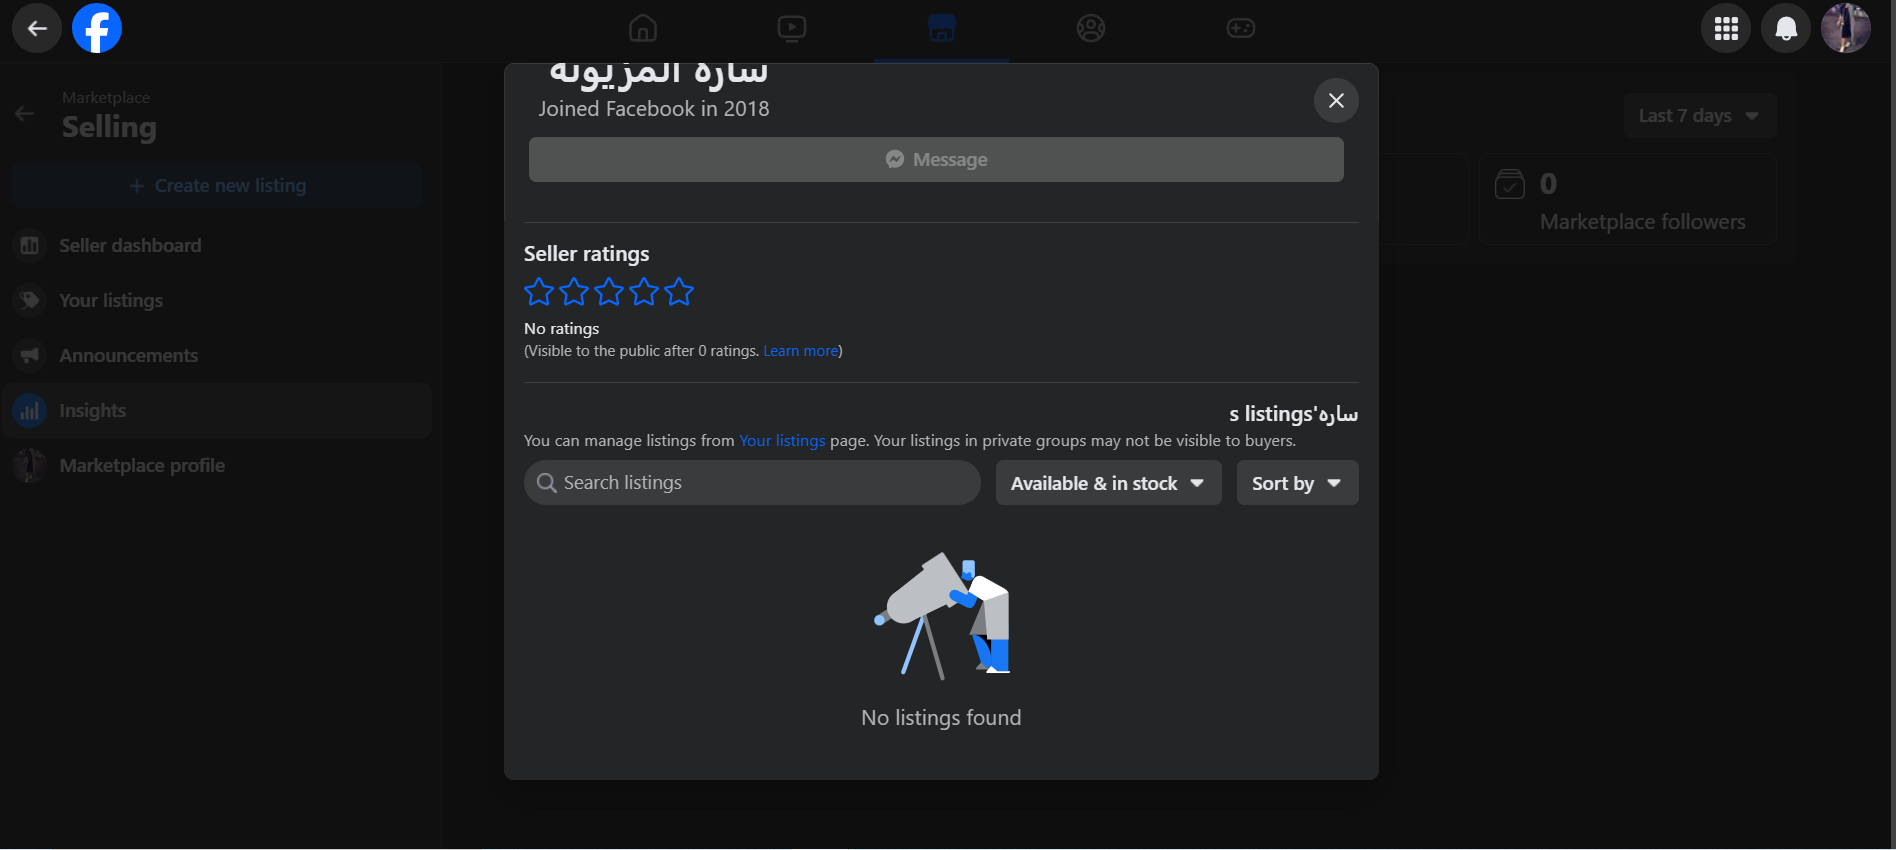 Marketplace
Selling
Create new listing
Seller dashboard
Your listings
Announcements
Insights
Marketplace profile
ساره المزيونه
Joined Facebook in 2018
Message
Seller ratings
No ratings
(Visible to the public after 0 ratings. Learn more)
ساره's listings
You can manage listings from Your listings page. Your listings in private groups may not be visible to buyers.
Search listings
Available & in stock
Sort by
No listings found
Last 7 days
0
Marketplace followers